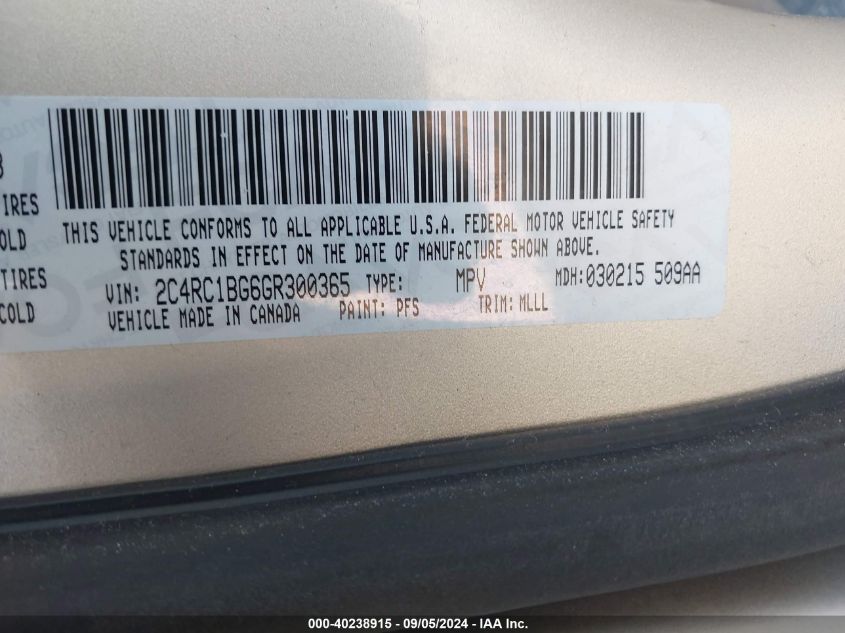 IRES
OLD
TIRES
COLD
THIS VEHICLE CONFORMS TO ALL APPLICABLE U.S.A. FEDERAL MOTOR VEHICLE SAFETY
STANDARDS IN EFFECT ON THE DATE OF MANUFACTURE SHOWN ABOVE.
VIN: 2C4RC1BG6GR300365 TYPE: MPV MDH:030215 509AA
VEHICLE MADE IN CANADA PAINT: PFS TRIM: MLLL
000-40238915 - 09/05/2024 - IAA Inc.